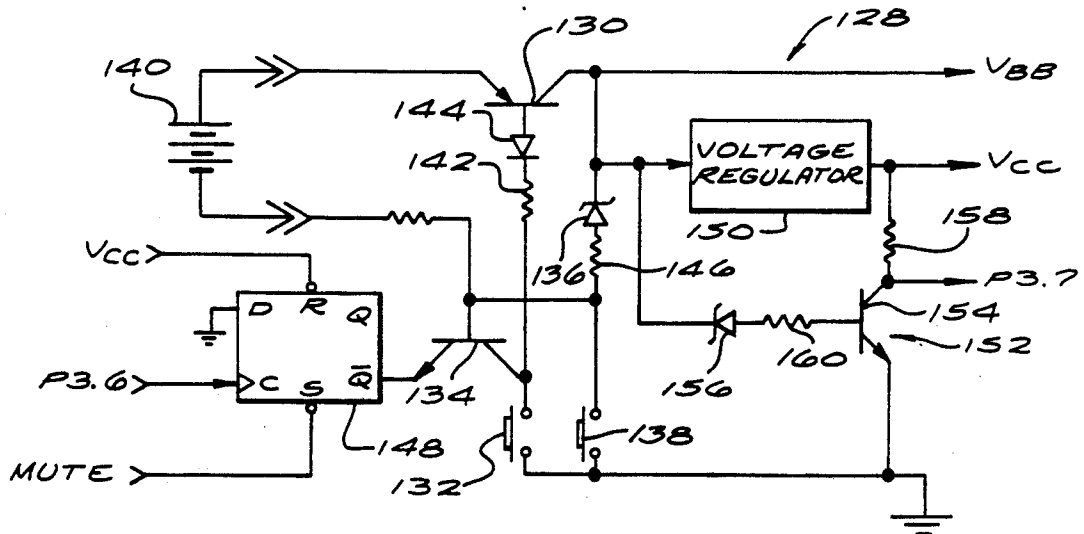 130
128
140
VBB
144
142
VOLTAGE
REGULATOR
VCC
150
158
136
146
VCC
P3.7
D R Q
154
152
P3.6
C S Q̅
134
156
160
148
138
MUTE
132